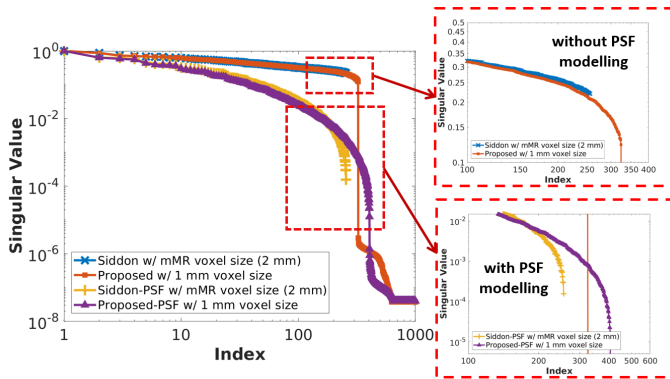 Singular Value
10^0
10^-2
10^-4
10^-6
10^-8
1
10
100
1000
Index
Siddon w/ mMR voxel size (2 mm)
Proposed w/ 1 mm voxel size
Siddon-PSF w/ mMR voxel size (2 mm)
Proposed-PSF w/ 1 mm voxel size
without PSF
modelling
Singular Value
0.5
0.45
0.4
0.35
0.3
0.25
0.2
0.15
0.1
Siddon w/ mMR voxel size (2 mm)
Proposed w/ 1 mm voxel size
100
150
200
250
300
350
400
Index
with PSF
modelling
Singular Value
10^-2
10^-3
10^-4
10^-5
Siddon-PSF w/ mMR voxel size (2 mm)
Proposed-PSF w/ 1 mm voxel size
100
200
300
400
500
600
Index